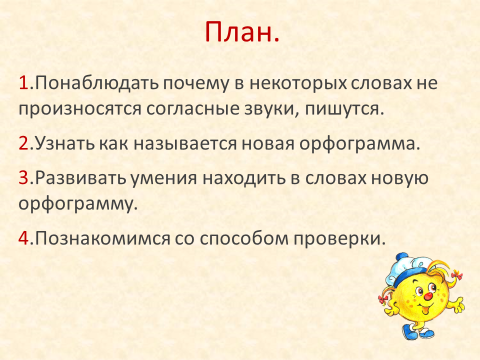 План.
1.Понаблюдать почему в некоторых словах не
произносятся согласные звуки, пишутся.
2.Узнать как называется новая орфограмма.
3.Развивать умения находить в словах новую
орфограмму.
4.Познакомимся со способом проверки.